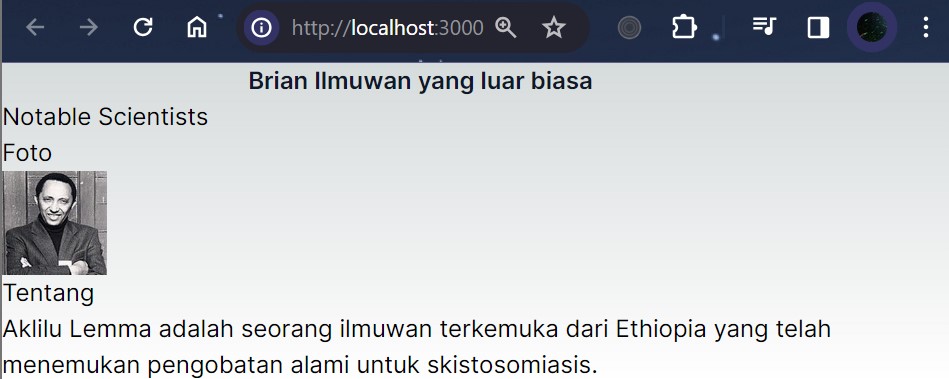 http://localhost:3000
Brian Ilmuwan yang luar biasa
Notable Scientists
Foto
Tentang
Aklilu Lemma adalah seorang ilmuwan terkemuka dari Ethiopia yang telah
menemukan pengobatan alami untuk skistosomiasis.